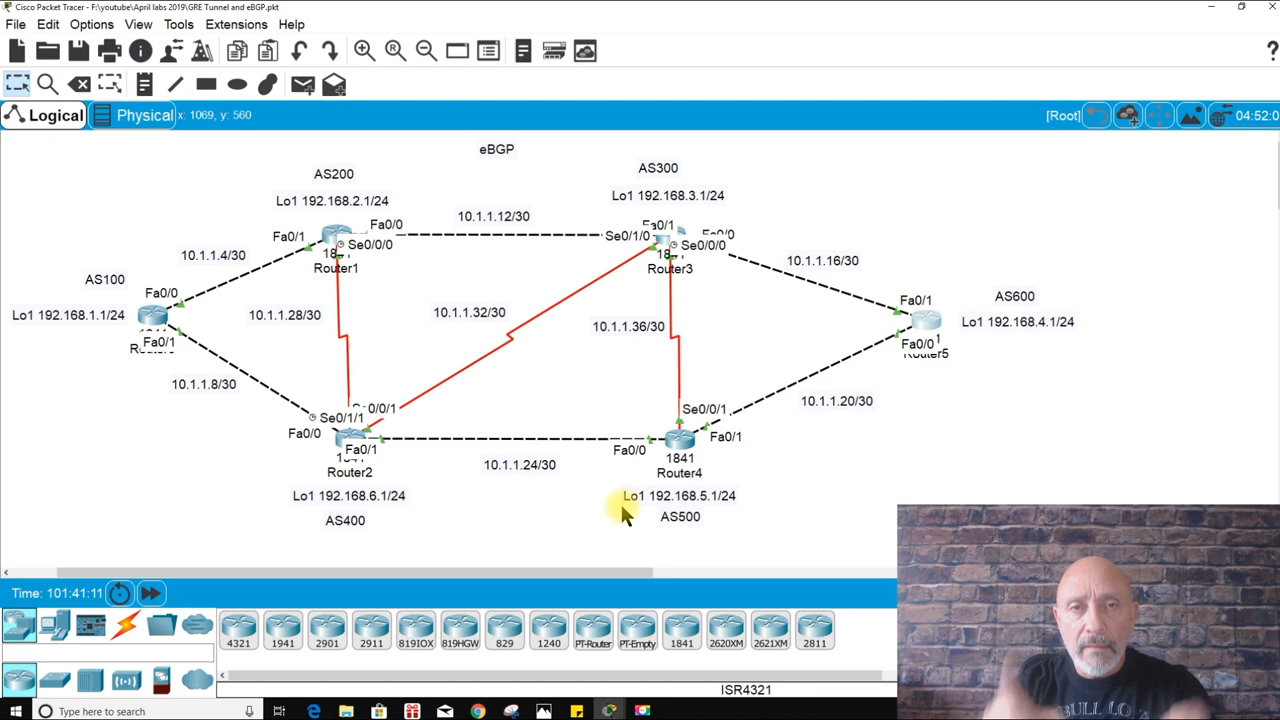 Cisco Packet Tracer - F:\youtube\April labs 2019\GRE Tunnel and eBGP.pkt
File Edit Options View Tools Extensions Help
Logical Physical x: 1069, y: 560 [Root] 04:52:0
eBGP
AS200
AS300
Lo1 192.168.2.1/24
Lo1 192.168.3.1/24
Fa0/0
10.1.1.12/30
Fa0/1
Fa0/1
Se0/1/0
Se0/0/0
Se0/0/0
Router1
Router3
10.1.1.4/30
10.1.1.16/30
AS100
Fa0/0
AS600
Fa0/1
Lo1 192.168.1.1/24
10.1.1.28/30
10.1.1.32/30
10.1.1.36/30
Lo1 192.168.4.1/24
Fa0/1
Fa0/0
Router5
10.1.1.8/30
10.1.1.20/30
Se0/1/1
Se0/0/1
Fa0/0
Fa0/1
Fa0/0
Fa0/1
1841
Router2
10.1.1.24/30
Router4
Lo1 192.168.6.1/24
Lo1 192.168.5.1/24
AS400
AS500
Time: 101:41:11
4321 1941 2901 2911 819IOX 819HGW 829 1240 PT-Router PT-Empty 1841 2620XM 2621XM 2811
ISR4321
Type here to search
BULL LO